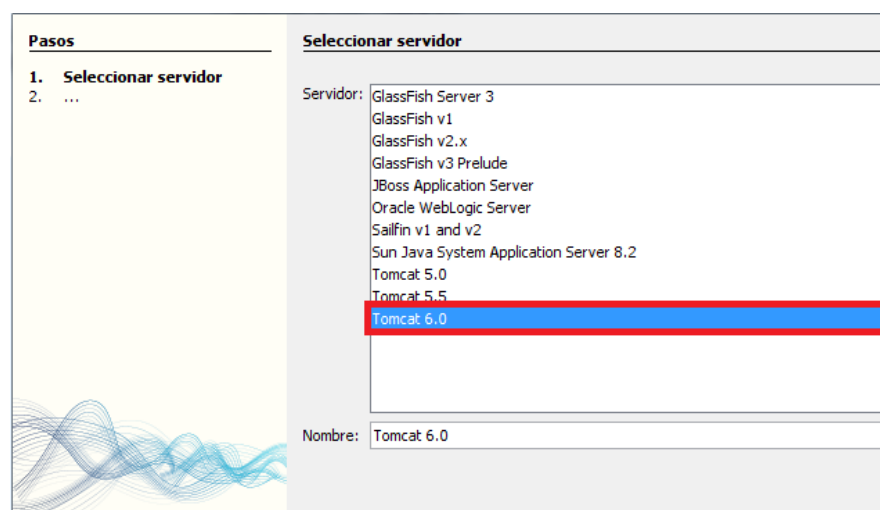 Pasos
1. Seleccionar servidor
2. ...
Seleccionar servidor
Servidor:
GlassFish Server 3
GlassFish v1
GlassFish v2.x
GlassFish v3 Prelude
JBoss Application Server
Oracle WebLogic Server
Sailfin v1 and v2
Sun Java System Application Server 8.2
Tomcat 5.0
Tomcat 5.5
Tomcat 6.0
Nombre: Tomcat 6.0